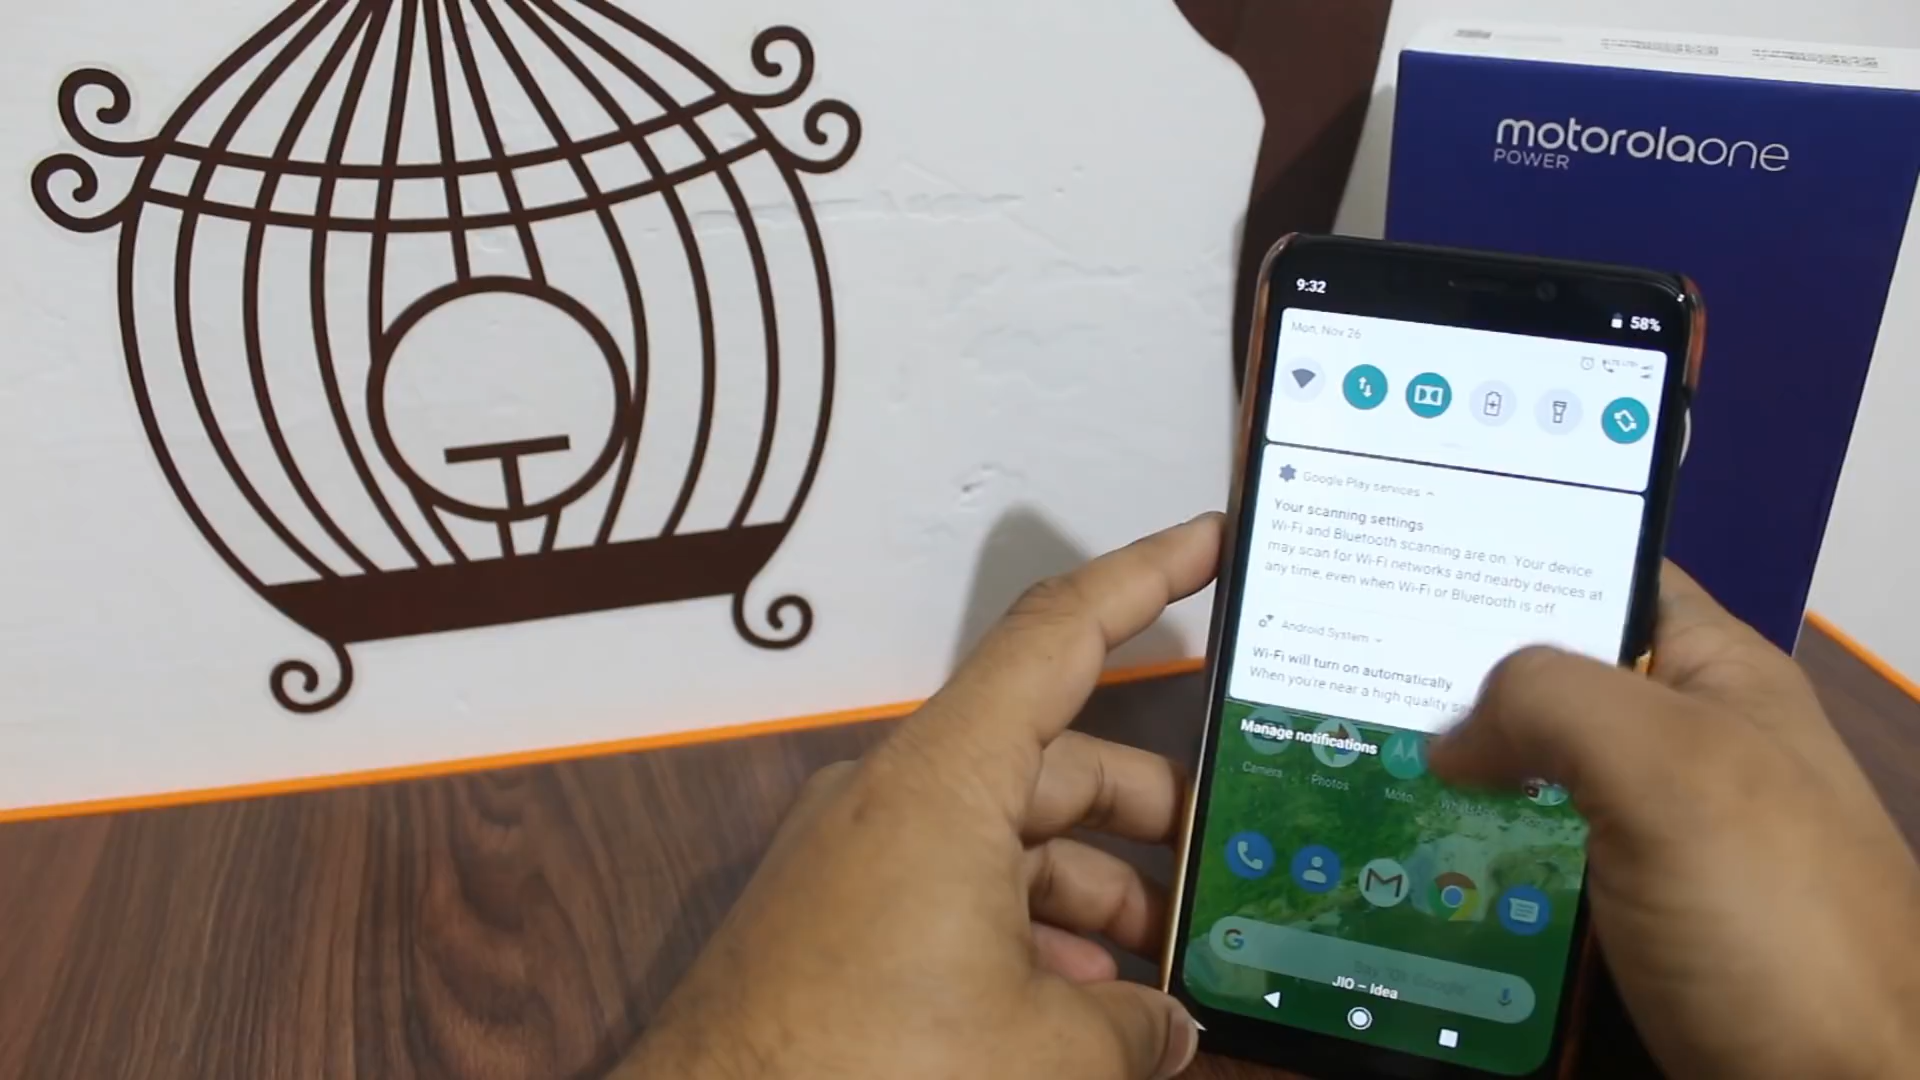 motorolaone
POWER
9:32
58%
Mon, Nov 26
Google Play services
Your scanning settings
Wi-Fi and Bluetooth scanning are on. Your device
may scan for Wi-Fi networks and nearby devices at
any time, even when Wi-Fi or Bluetooth is off.
Android System
Wi-Fi will turn on automatically
When you're near a high quality
Manage notifications
Camera
Photos
Moto
WhatsApp
G
JIO – Idea